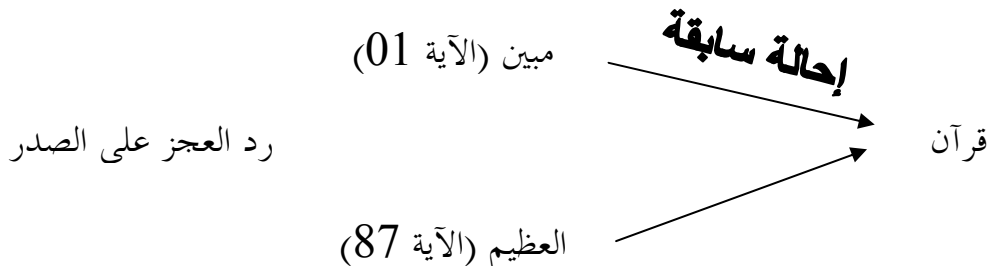 إحالة سابقة
مبين (الآية 01)
قرآن
رد العجز على الصدر
العظيم (الآية 87)